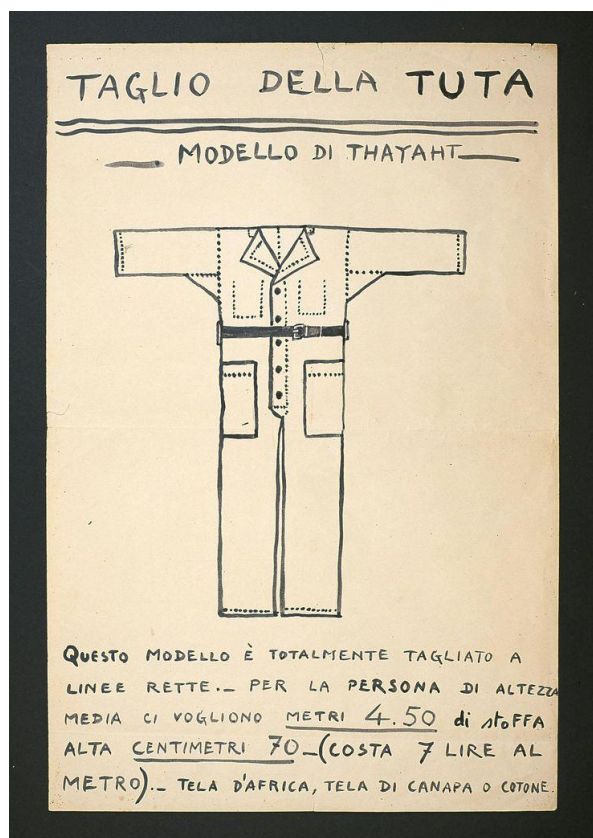 TAGLIO DELLA TUTA
MODELLO DI THAYAHT
QUESTO MODELLO È TOTALMENTE TAGLIATO A
LINEE RETTE._ PER LA PERSONA DI ALTEZZA
MEDIA CI VOGLIONO METRI 4.50 di stoFFA
ALTA CENTIMETRI 70_(COSTA 7 LIRE AL
METRO)._ TELA D'AFRICA, TELA DI CANAPA O COTONE.